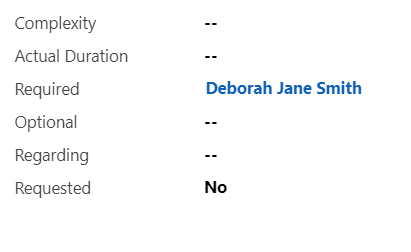 Complexity --
Actual Duration --
Required Deborah Jane Smith
Optional --
Regarding --
Requested No